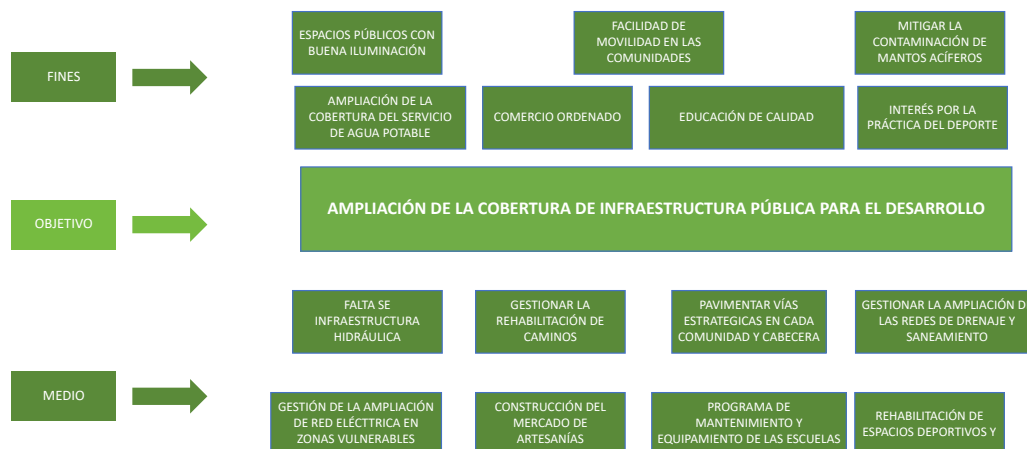 ESPACIOS PÚBLICOS CON
BUENA ILUMINACIÓN
FACILIDAD DE
MOVILIDAD EN LAS
COMUNIDADES
MITIGAR LA
CONTAMINACIÓN DE
MANTOS ACÍFEROS
FINES
AMPLIACIÓN DE LA
COBERTURA DEL SERVICIO
DE AGUA POTABLE
COMERCIO ORDENADO
EDUCACIÓN DE CALIDAD
INTERÉS POR LA
PRÁCTICA DEL DEPORTE
OBJETIVO
AMPLIACIÓN DE LA COBERTURA DE INFRAESTRUCTURA PÚBLICA PARA EL DESARROLLO
FALTA SE
INFRAESTRUCTURA
HIDRÁULICA
GESTIONAR LA
REHABILITACIÓN DE
CAMINOS
PAVIMENTAR VÍAS
ESTRATEGICAS EN CADA
COMUNIDAD Y CABECERA
GESTIONAR LA AMPLIACIÓN D
LAS REDES DE DRENAJE Y
SANEAMIENTO
MEDIO
GESTIÓN DE LA AMPLIACIÓN
DE RED ELÉCTTRICA EN
ZONAS VULNERABLES
CONSTRUCCIÓN DEL
MERCADO DE
ARTESANÍAS
PROGRAMA DE
MANTENIMIENTO Y
EQUIPAMIENTO DE LAS ESCUELAS
REHABILITACIÓN DE
ESPACIOS DEPORTIVOS Y